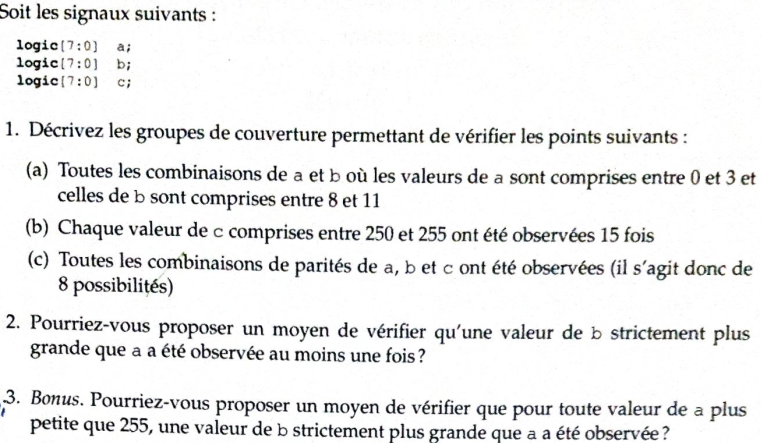 Soit les signaux suivants :
logic[7:0] a;
logic[7:0] b;
logic[7:0] c;
1. Décrivez les groupes de couverture permettant de vérifier les points suivants :
(a) Toutes les combinaisons de a et b où les valeurs de a sont comprises entre 0 et 3 et
celles de b sont comprises entre 8 et 11
(b) Chaque valeur de c comprises entre 250 et 255 ont été observées 15 fois
(c) Toutes les combinaisons de parités de a, b et c ont été observées (il s'agit donc de
8 possibilités)
2. Pourriez-vous proposer un moyen de vérifier qu'une valeur de b strictement plus
grande que a a été observée au moins une fois ?
3. Bonus. Pourriez-vous proposer un moyen de vérifier que pour toute valeur de a plus
petite que 255, une valeur de b strictement plus grande que a a été observée ?